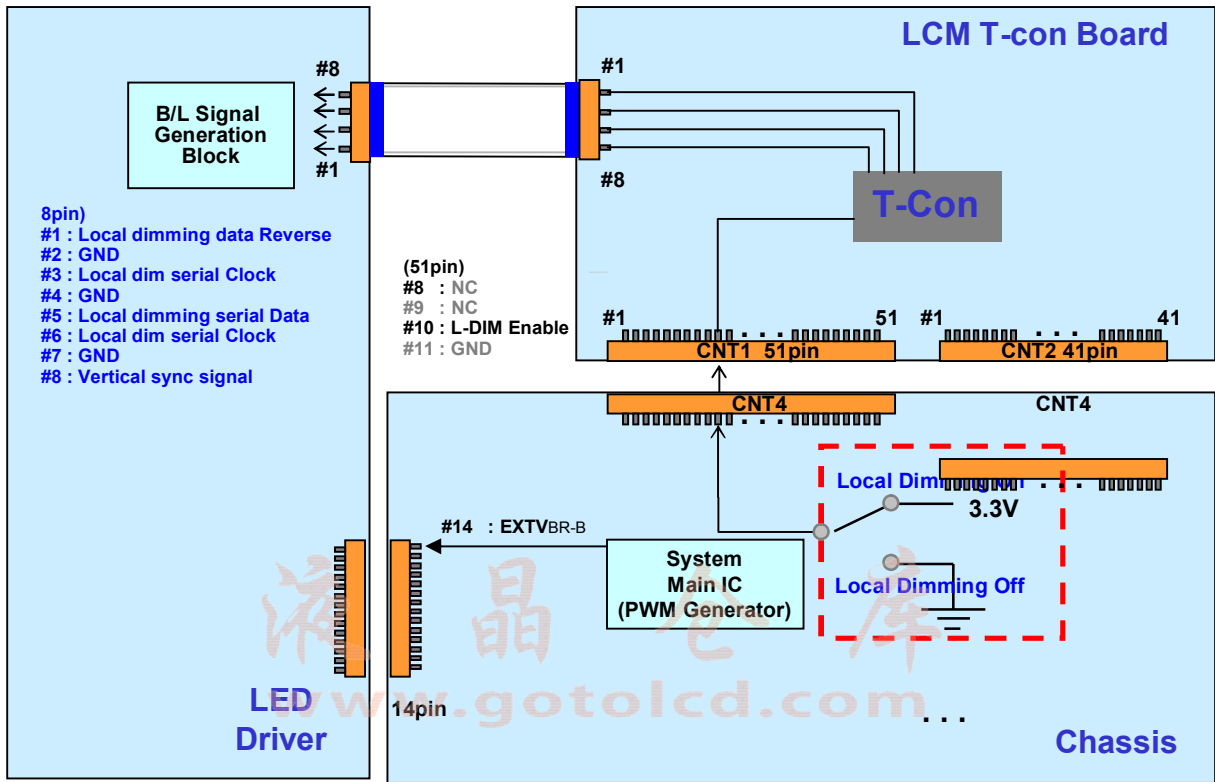 LCM T-con Board
#8
#1
B/L Signal
Generation
Block
#1
#8
T-Con
8pin)
#1 : Local dimming data Reverse
#2 : GND
#3 : Local dim serial Clock
#4 : GND
#5 : Local dimming serial Data
#6 : Local dim serial Clock
#7 : GND
#8 : Vertical sync signal
(51pin)
#8 : NC
#9 : NC
#10 : L-DIM Enable
#11 : GND
#1
51
#1
41
. . .
. . .
CNT1 51pin
CNT2 41pin
CNT4
CNT4
. . .
. . .
Local Dimming
3.3V
#14 : EXTVBR-B
System
Main IC
(PWM Generator)
Local Dimming Off
液晶仓库
www.gotolcd.com
LED
Driver
14pin
. . .
Chassis